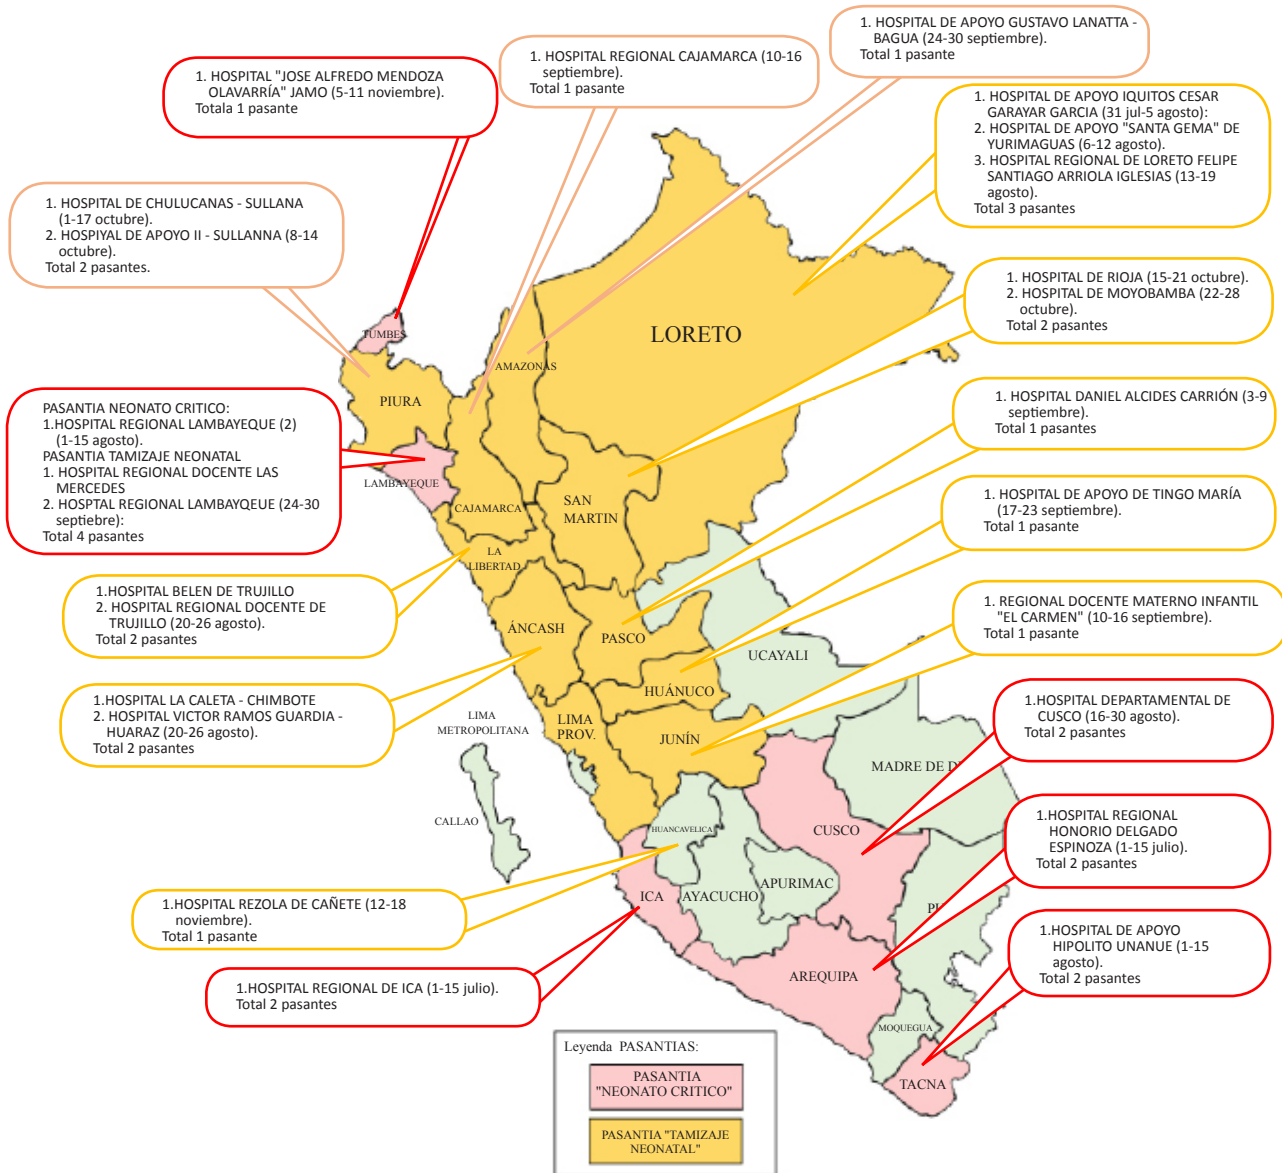 1. HOSPITAL DE APOYO GUSTAVO LANATTA -
BAGUA (24-30 septiembre).
Total 1 pasante
1. HOSPITAL REGIONAL CAJAMARCA (10-16
septiembre).
Total 1 pasante
1. HOSPITAL "JOSE ALFREDO MENDOZA
OLAVARRÍA" JAMO (5-11 noviembre).
Totala 1 pasante
1. HOSPITAL DE APOYO IQUITOS CESAR
GARAYAR GARCIA (31 jul-5 agosto):
2. HOSPITAL DE APOYO "SANTA GEMA" DE
YURIMAGUAS (6-12 agosto).
3. HOSPITAL REGIONAL DE LORETO FELIPE
SANTIAGO ARRIOLA IGLESIAS (13-19
agosto).
Total 3 pasantes
1. HOSPITAL DE CHULUCANAS - SULLANA
(1-17 octubre).
2. HOSPIYAL DE APOYO II - SULLANNA (8-14
octubre).
Total 2 pasantes.
1. HOSPITAL DE RIOJA (15-21 octubre).
2. HOSPITAL DE MOYOBAMBA (22-28
octubre).
Total 2 pasantes
1. HOSPITAL DANIEL ALCIDES CARRIÓN (3-9
septiembre).
Total 1 pasante
PASANTIA NEONATO CRITICO:
1.HOSPITAL REGIONAL LAMBAYEQUE (2)
(1-15 agosto).
PASANTIA TAMIZAJE NEONATAL
1. HOSPITAL REGIONAL DOCENTE LAS
MERCEDES
2. HOSPTAL REGIONAL LAMBAYQEUE (24-30
septiebre):
Total 4 pasantes
1. HOSPITAL DE APOYO DE TINGO MARÍA
(17-23 septiembre).
Total 1 pasante
1.HOSPITAL BELEN DE TRUJILLO
2. HOSPITAL REGIONAL DOCENTE DE
TRUJILLO (20-26 agosto).
Total 2 pasantes
1. REGIONAL DOCENTE MATERNO INFANTIL
"EL CARMEN" (10-16 septiembre).
Total 1 pasante
1.HOSPITAL LA CALETA - CHIMBOTE
2. HOSPITAL VICTOR RAMOS GUARDIA -
HUARAZ (20-26 agosto).
Total 2 pasantes
1.HOSPITAL DEPARTAMENTAL DE
CUSCO (16-30 agosto).
Total 2 pasantes
1.HOSPITAL REGIONAL
HONORIO DELGADO
ESPINOZA (1-15 julio).
Total 2 pasantes
1.HOSPITAL REZOLA DE CAÑETE (12-18
noviembre).
Total 1 pasante
1.HOSPITAL DE APOYO
HIPOLITO UNANUE (1-15
agosto).
Total 2 pasantes
1.HOSPITAL REGIONAL DE ICA (1-15 julio).
Total 2 pasantes
TUMBES
LORETO
AMAZONAS
PIURA
LAMBAYEQUE
CAJAMARCA
SAN
MARTIN
LA
LIBERTAD
ÁNCASH
PASCO
UCAYALI
HUÁNUCO
LIMA
METROPOLITANA
LIMA
PROV.
JUNÍN
MADRE DE D
CALLAO
HUANCAVELICA
CUSCO
ICA
AYACUCHO
APURIMAC
AREQUIPA
MOQUEGUA
TACNA
Leyenda PASANTIAS:
PASANTIA
"NEONATO CRITICO"
PASANTIA "TAMIZAJE
NEONATAL"